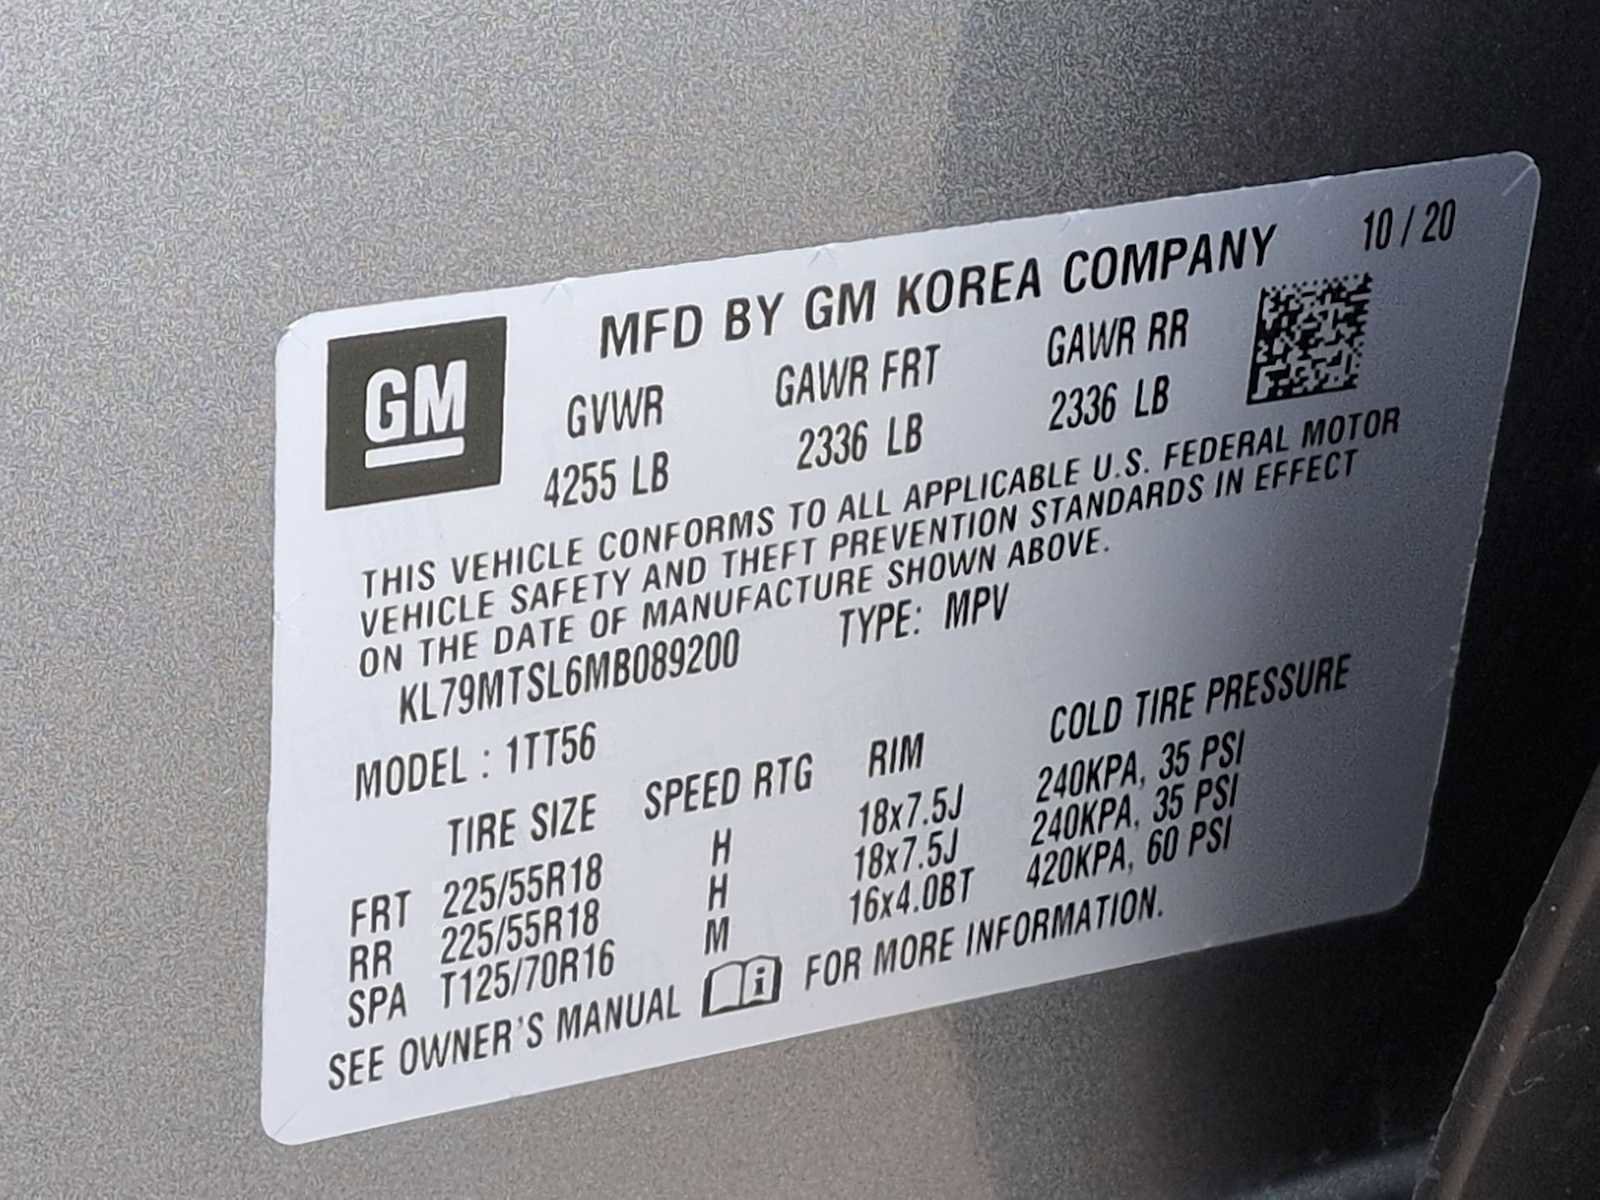 MFD BY GM KOREA COMPANY 10 / 20
GM
GVWR GAWR FRT GAWR RR
4255 LB 2336 LB 2336 LB
THIS VEHICLE CONFORMS TO ALL APPLICABLE U.S. FEDERAL MOTOR
VEHICLE SAFETY AND THEFT PREVENTION STANDARDS IN EFFECT
ON THE DATE OF MANUFACTURE SHOWN ABOVE.
KL79MTSL6MB089200 TYPE: MPV
MODEL : 1TT56
TIRE SIZE SPEED RTG RIM COLD TIRE PRESSURE
FRT 225/55R18 H 18x7.5J 240KPA, 35 PSI
RR 225/55R18 H 18x7.5J 240KPA, 35 PSI
SPA T125/70R16 M 16x4.0BT 420KPA, 60 PSI
SEE OWNER'S MANUAL i FOR MORE INFORMATION.